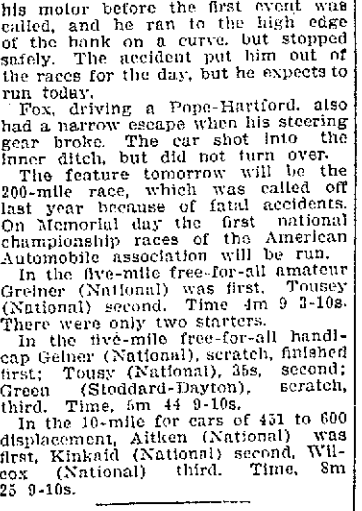 his motor before the first event was
called, and he ran to the high edge
of the bank on a curve, but stopped
safely. The accident put him out of
the races for the day, but he expects to
run today.
Fox, driving a Pope-Hartford, also
had a narrow escape when his steering
gear broke. The car shot into the
inner ditch, but did not turn over.
The feature tomorrow will be the
200-mile race, which was called off
last year because of fatal accidents.
On Memorial day the first national
championship races of the American
Automobile association will be run.
In the five-mile free-for-all amateur
Greiner (National) was first, Tousey
(National) second. Time 4m 9 3-10s.
There were only two starters.
In the five-mile free-for-all handi-
cap Gelner (National), scratch, finished
first; Tousy (National), 35s, second;
Green (Stoddard-Dayton), scratch,
third. Time, 5m 44 9-10s.
In the 10-mile for cars of 451 to 600
displacement, Aitken (National) was
first, Kinkaid (National) second, Wil-
cox (National) third. Time, 8m
25 9-10s.